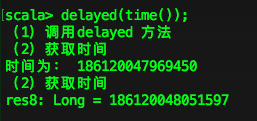 scala> delayed(time());
(1) 调用delayed 方法
(2) 获取时间
时间为： 186120047969450
(2) 获取时间
res8: Long = 186120048051597